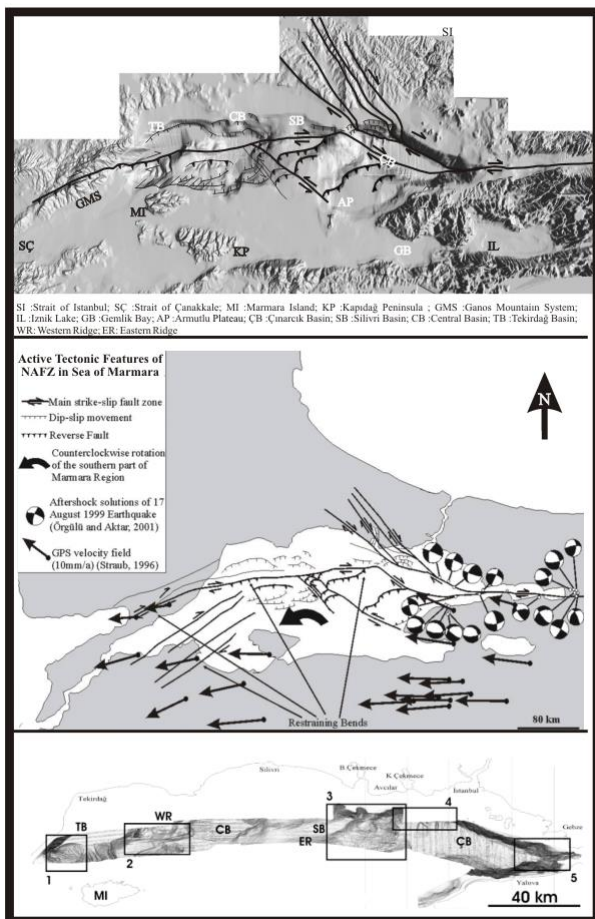 SI
TB
ÇB
SB
ÇB
GMS
MI
AP
SÇ
KP
GB
IL
SI :Strait of Istanbul; SÇ :Strait of Çanakkale; MI :Marmara Island; KP :Kapıdağ Peninsula ; GMS :Ganos Mountaiın System;
IL :Iznik Lake; GB :Gemlik Bay; AP :Armutlu Plateau; ÇB :Çınarcık Basin; SB :Silivri Basin; CB :Central Basin; TB :Tekirdağ Basin;
WR: Western Ridge; ER: Eastern Ridge
Active Tectonic Features of
NAFZ in Sea of Marmara
Main strike-slip fault zone
Dip-slip movement
Reverse Fault
Counterclockwise rotation
of the southern part of
Marmara Region
Aftershock solutions of 17
August 1999 Earthquake
(Örgülü and Aktar, 2001)
GPS velocity field
(10mm/a) (Straub, 1996)
N
Restraining Bends
80 km
Silivri
B.Çekmece
K.Çekmece
Avcılar
İstanbul
Tekirdağ
Gebze
Yalova
TB
WR
ÇB
SB
ER
ÇB
1
2
3
4
5
MI
40 km